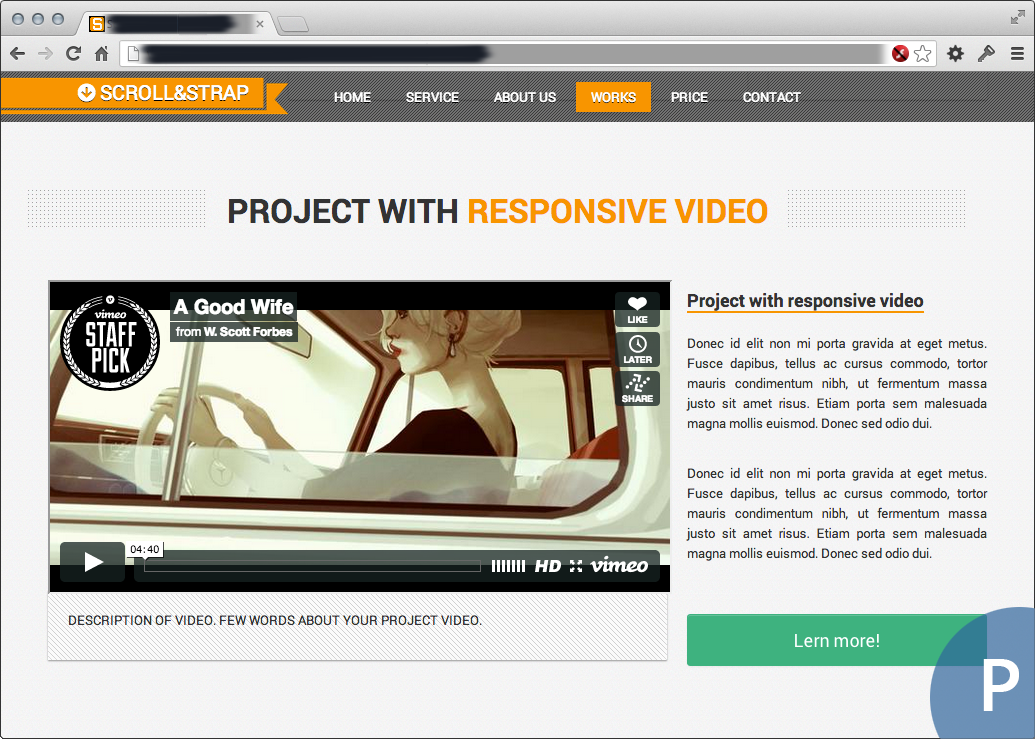 S
SCROLL&STRAP
HOME SERVICE ABOUT US WORKS PRICE CONTACT
PROJECT WITH RESPONSIVE VIDEO
vimeo
STAFF
PICK
A Good Wife
from W. Scott Forbes
LIKE
LATER
SHARE
04:40
HD vimeo
DESCRIPTION OF VIDEO. FEW WORDS ABOUT YOUR PROJECT VIDEO.
Project with responsive video
Donec id elit non mi porta gravida at eget metus.
Fusce dapibus, tellus ac cursus commodo, tortor
mauris condimentum nibh, ut fermentum massa
justo sit amet risus. Etiam porta sem malesuada
magna mollis euismod. Donec sed odio dui.
Donec id elit non mi porta gravida at eget metus.
Fusce dapibus, tellus ac cursus commodo, tortor
mauris condimentum nibh, ut fermentum massa
justo sit amet risus. Etiam porta sem malesuada
magna mollis euismod. Donec sed odio dui.
Lern more!
P